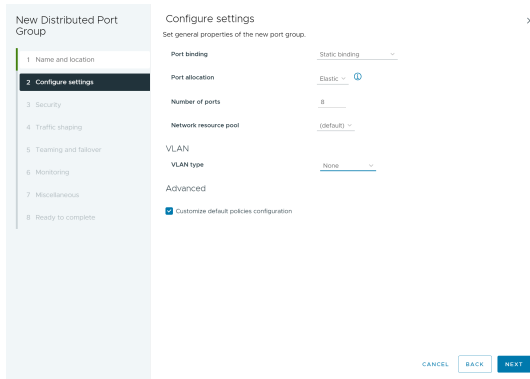 New Distributed Port
Group
1 Name and location
2 Configure settings
3 Security
4 Traffic shaping
5 Teaming and failover
6 Monitoring
7 Miscellaneous
8 Ready to complete
Configure settings
Set general properties of the new port group.
Port binding Static binding
Port allocation Elastic
Number of ports 8
Network resource pool (default)
VLAN
VLAN type None
Advanced
Customize default policies configuration
CANCEL BACK NEXT